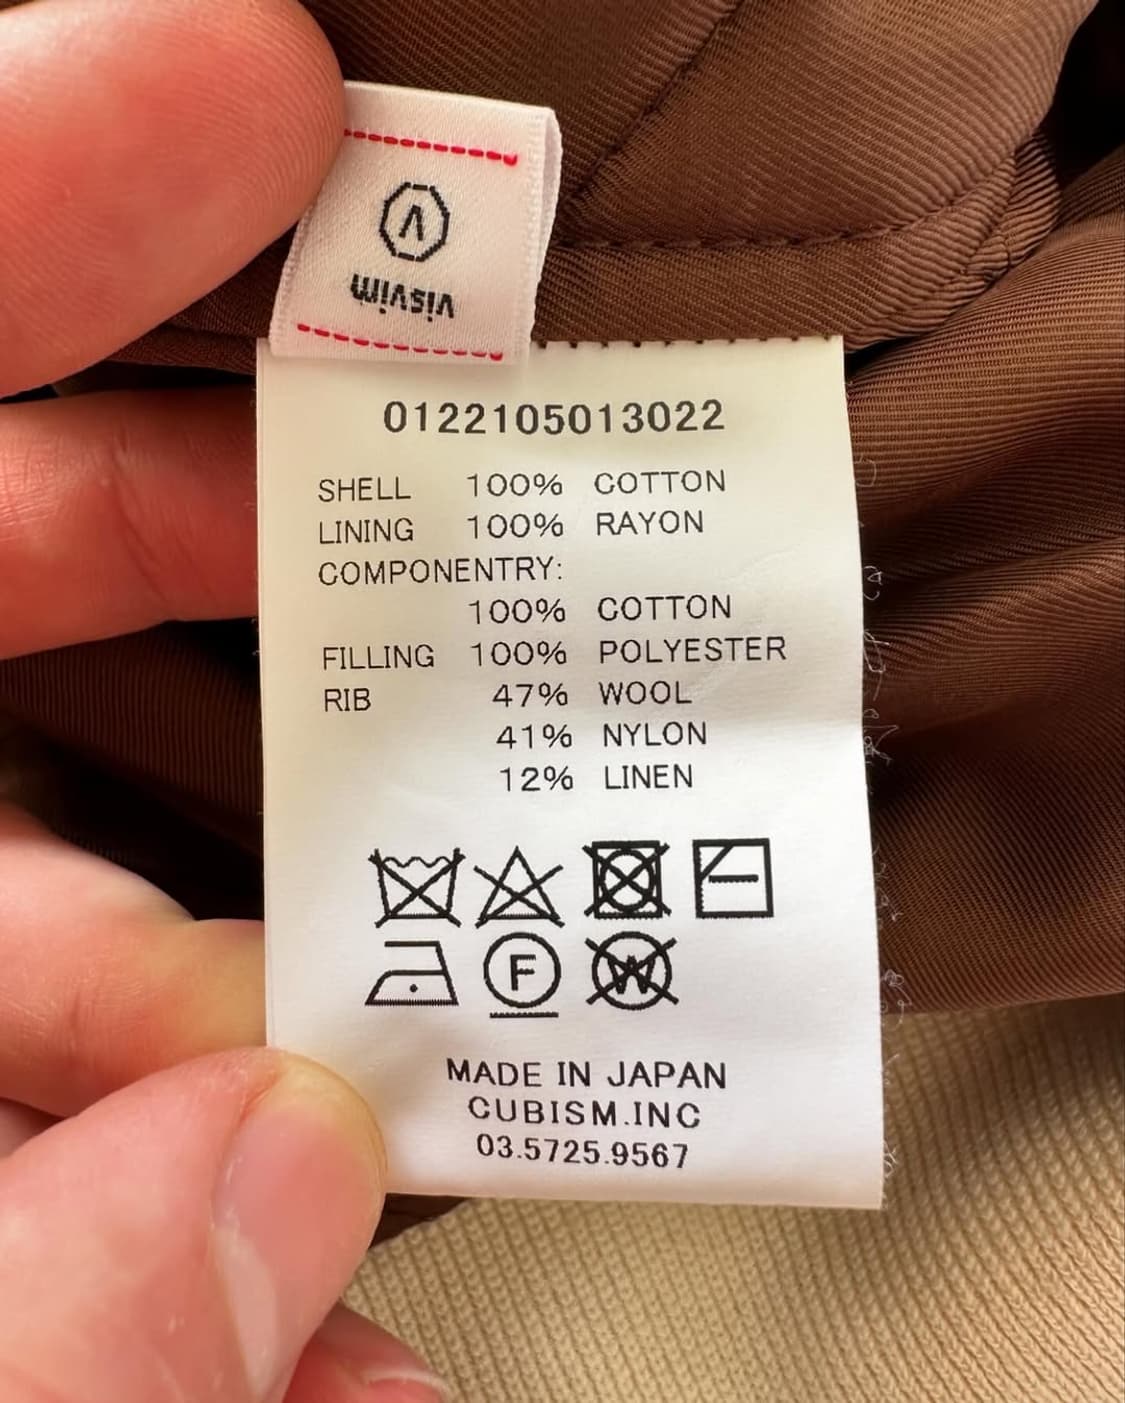 visvim
0122105013022
SHELL 100% COTTON
LINING 100% RAYON
COMPONENTRY:
100% COTTON
FILLING 100% POLYESTER
RIB 47% WOOL
41% NYLON
12% LINEN
F W
MADE IN JAPAN
CUBISM.INC
03.5725.9567